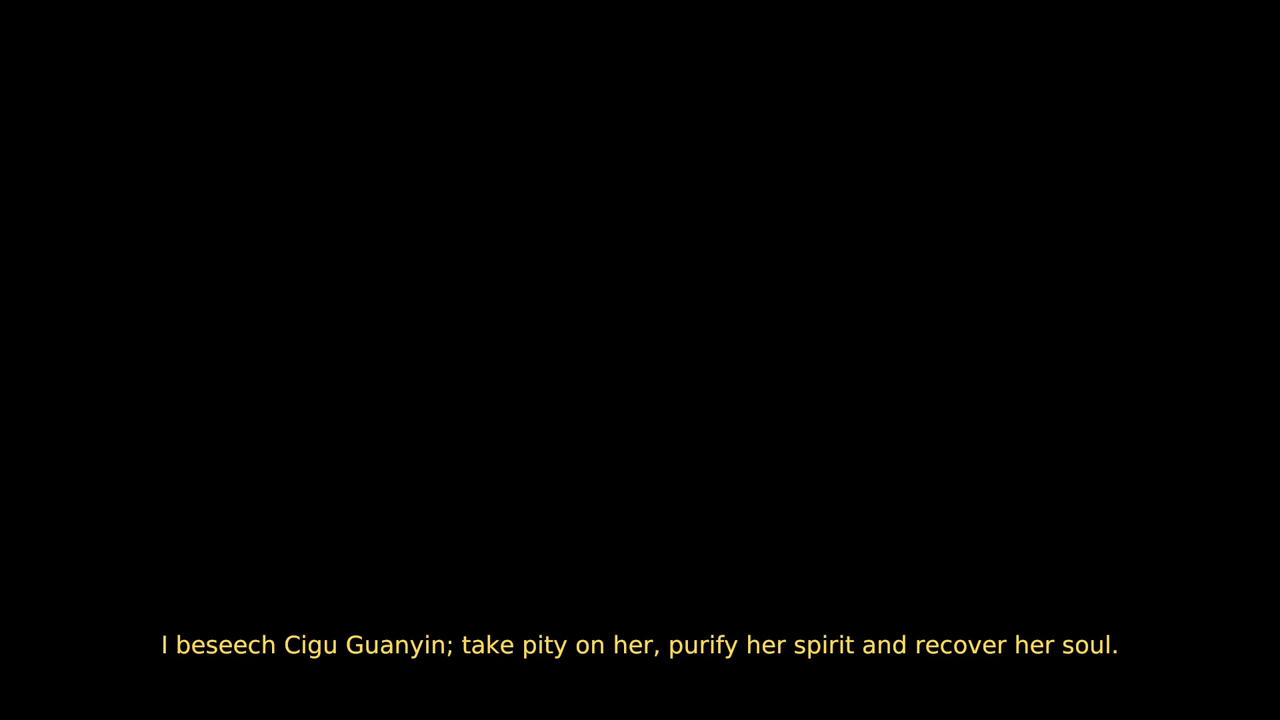 I beseech Cigu Guanyin; take pity on her, purify her spirit and recover her soul.